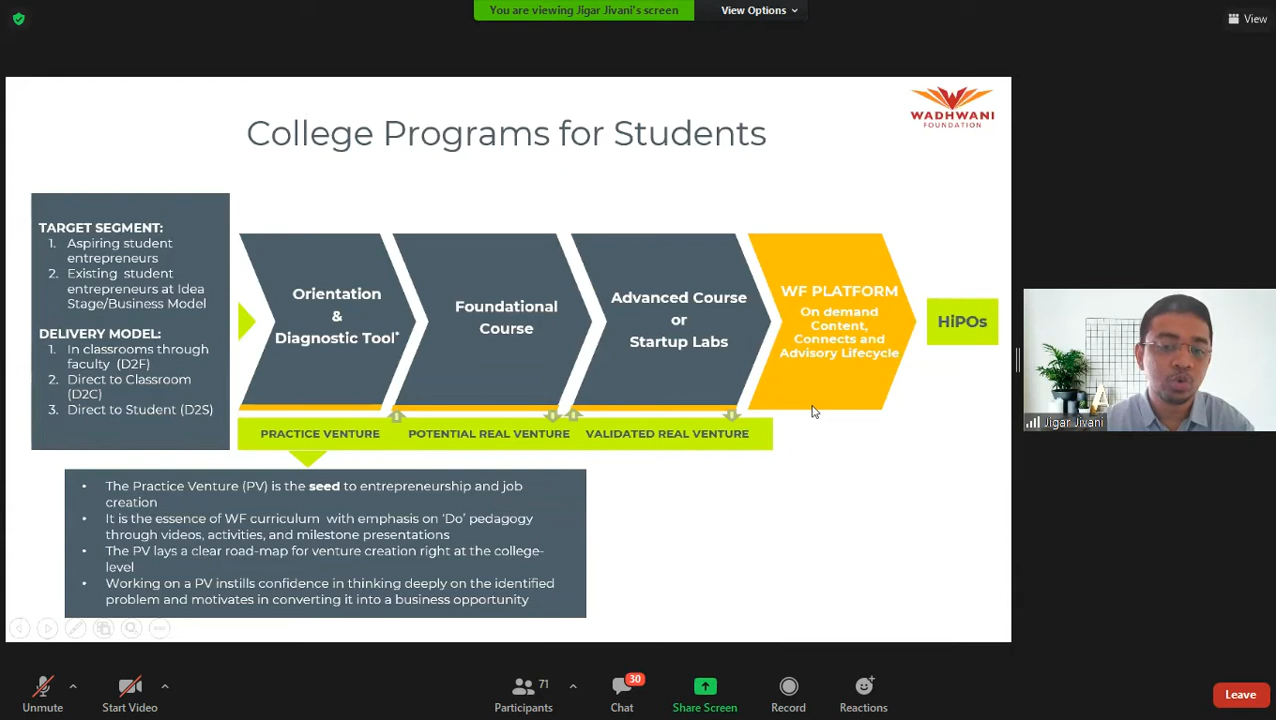 You are viewing Jigar Jivani's screen
View Options
View
WADHWANI
FOUNDATION
College Programs for Students
TARGET SEGMENT:
1. Aspiring student
entrepreneurs
2. Existing student
entrepreneurs at Idea
Stage/Business Model
DELIVERY MODEL:
1. In classrooms through
faculty (D2F)
2. Direct to Classroom
(D2C)
3. Direct to Student (D2S)
Orientation
&
Diagnostic Tool*
Foundational
Course
Advanced Course
or
Startup Labs
WF PLATFORM
On demand
Content,
Connects and
Advisory Lifecycle
HiPOs
PRACTICE VENTURE
POTENTIAL REAL VENTURE
VALIDATED REAL VENTURE
• The Practice Venture (PV) is the seed to entrepreneurship and job
creation
• It is the essence of WF curriculum with emphasis on ‘Do’ pedagogy
through videos, activities, and milestone presentations
• The PV lays a clear road-map for venture creation right at the college-
level
• Working on a PV instills confidence in thinking deeply on the identified
problem and motivates in converting it into a business opportunity
Jigar Jivani
Unmute
Start Video
71
Participants
30
Chat
Share Screen
Record
Reactions
Leave